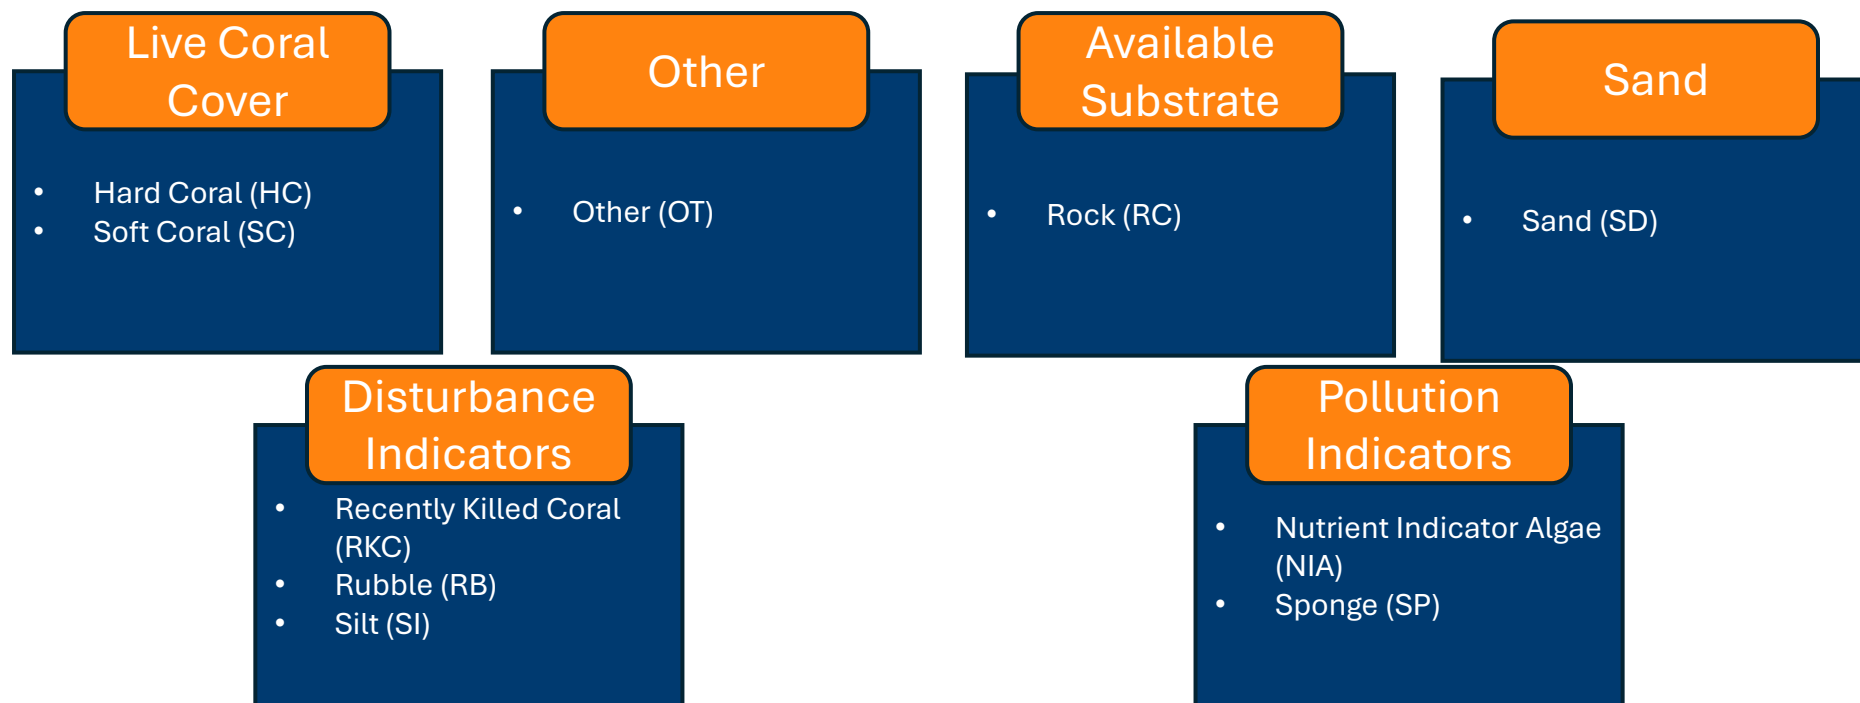 Live Coral
Cover
• Hard Coral (HC)
• Soft Coral (SC)
Other
• Other (OT)
Available
Substrate
• Rock (RC)
Sand
• Sand (SD)
Disturbance
Indicators
• Recently Killed Coral
(RKC)
• Rubble (RB)
• Silt (SI)
Pollution
Indicators
• Nutrient Indicator Algae
(NIA)
• Sponge (SP)